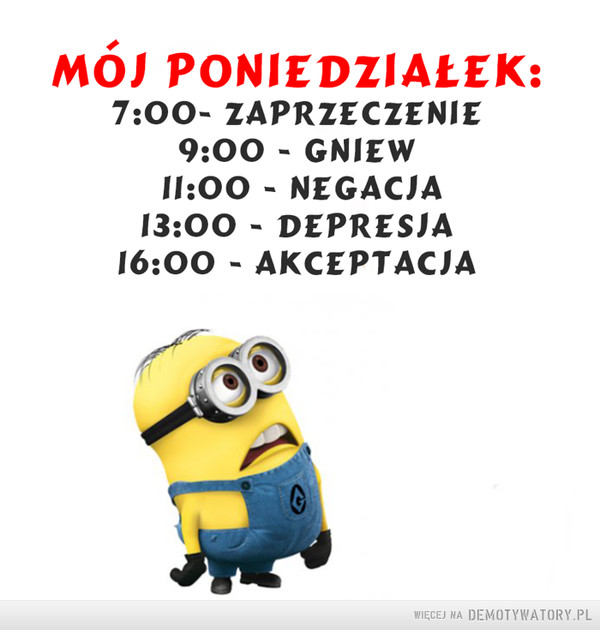 MÓJ PONIEDZIAŁEK:
7:00- ZAPRZECZENIE
9:00 - GNIEW
11:00 - NEGACJA
13:00 - DEPRESJA
16:00 - AKCEPTACJA
G
WIĘCEJ NA DEMOTYWATORY.PL